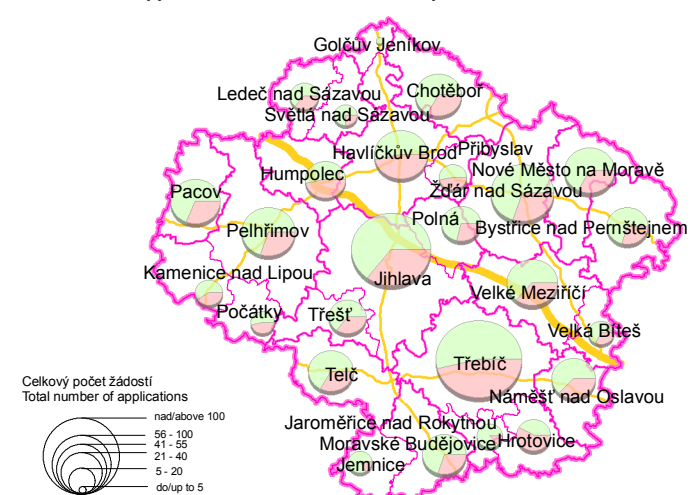 Golčův Jeníkov
Ledeč nad Sázavou
Chotěboř
Světlá nad Sázavou
Havlíčkův Brod
Přibyslav
Humpolec
Nové Město na Moravě
Pacov
Žďár nad Sázavou
Polná
Pelhřimov
Bystřice nad Pernštejnem
Kamenice nad Lipou
Jihlava
Velké Meziříčí
Počátky
Třešť
Velká Bíteš
Třebíč
Telč
Náměšť nad Oslavou
Jaroměřice nad Rokytnou
Moravské Budějovice
Hrotovice
Jemnice
Celkový počet žádostí
Total number of applications
nad/above 100
56 - 100
41 - 55
21 - 40
5 - 20
do/up to 5